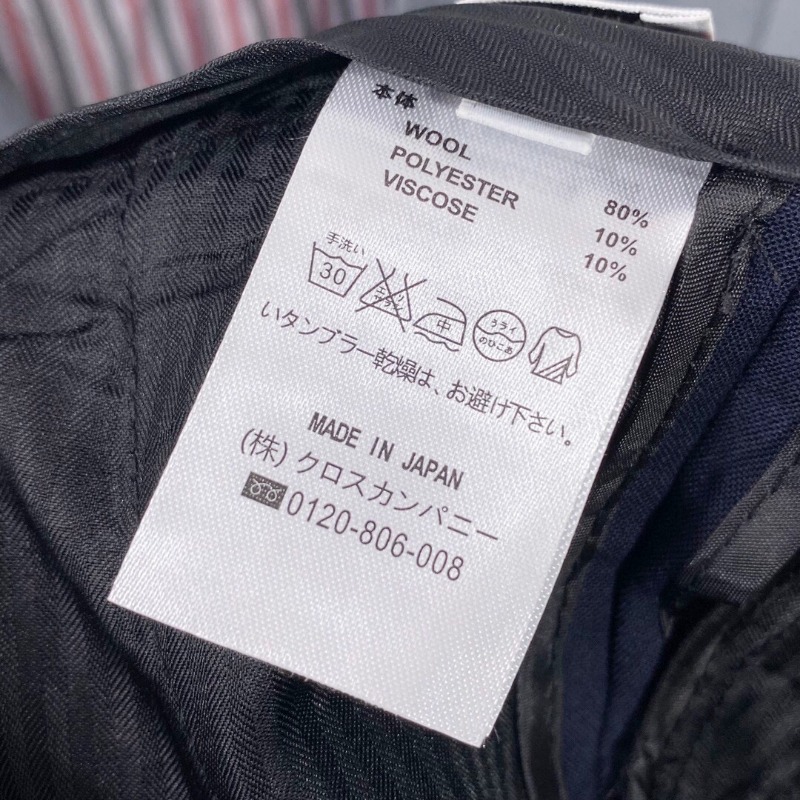 本体
WOOL 80%
POLYESTER 10%
VISCOSE 10%
手洗い
30
中
ドライ
いタンブラー乾燥は、お避け下さい。
MADE IN JAPAN
(株)クロスカンパニー
0120-806-008